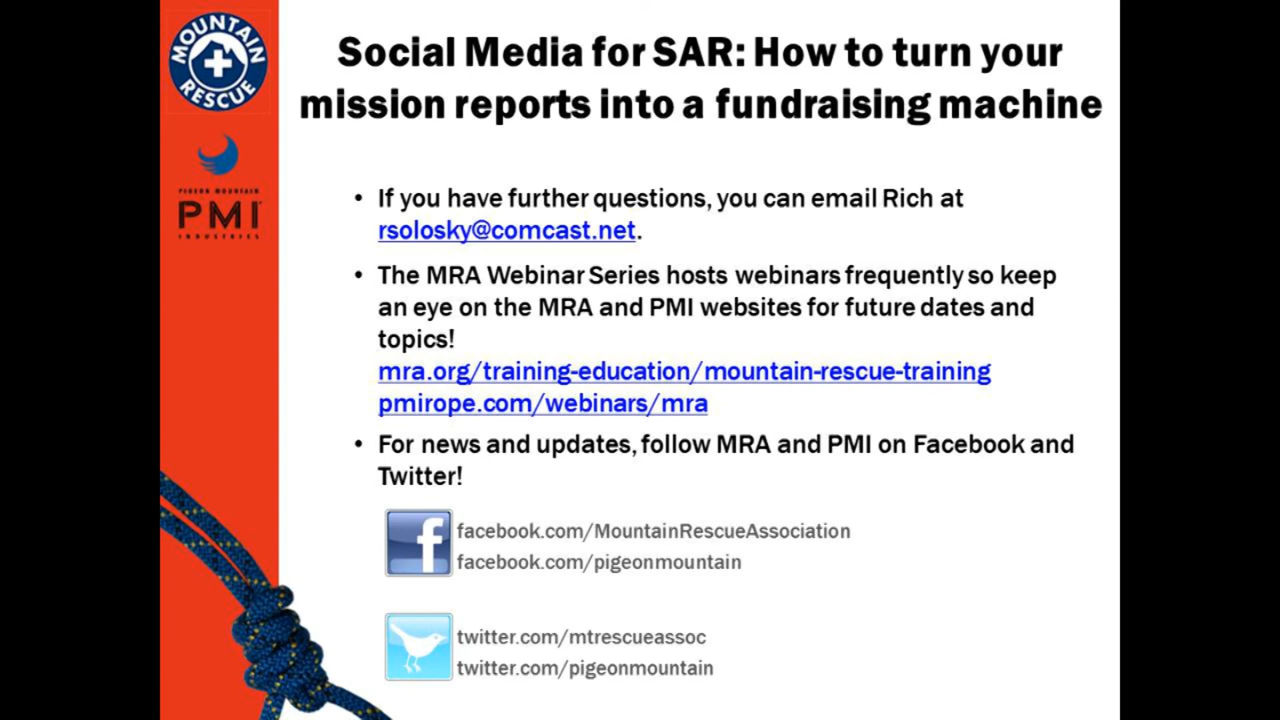 MOUNTAIN
RESCUE
PIGEON MOUNTAIN
PMI
INDUSTRIES
Social Media for SAR: How to turn your
mission reports into a fundraising machine
• If you have further questions, you can email Rich at
rsolosky@comcast.net.
• The MRA Webinar Series hosts webinars frequently so keep
an eye on the MRA and PMI websites for future dates and
topics!
mra.org/training-education/mountain-rescue-training
pmirope.com/webinars/mra
• For news and updates, follow MRA and PMI on Facebook and
Twitter!
f
facebook.com/MountainRescueAssociation
facebook.com/pigeonmountain
twitter.com/mtrescueassoc
twitter.com/pigeonmountain